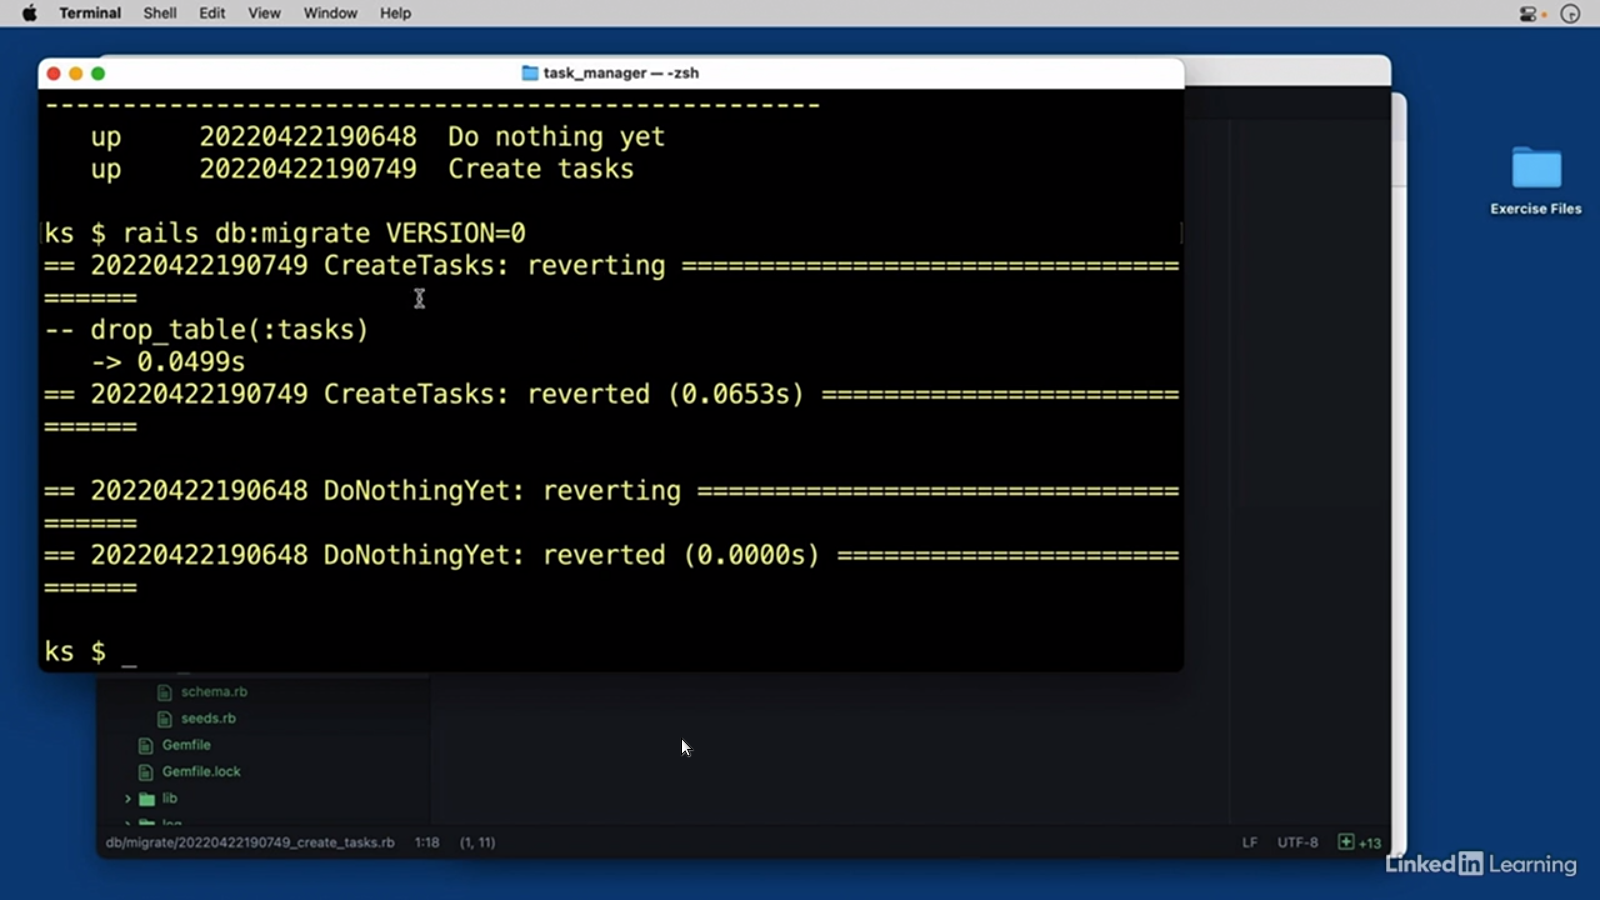 Terminal Shell Edit View Window Help
task_manager — -zsh
--------------------------------------------------
up 20220422190648 Do nothing yet
up 20220422190749 Create tasks
ks $ rails db:migrate VERSION=0
== 20220422190749 CreateTasks: reverting ================================
======
-- drop_table(:tasks)
-> 0.0499s
== 20220422190749 CreateTasks: reverted (0.0653s) =======================
======
== 20220422190648 DoNothingYet: reverting ===============================
======
== 20220422190648 DoNothingYet: reverted (0.0000s) ======================
======
ks $ _
Exercise Files
schema.rb
seeds.rb
Gemfile
Gemfile.lock
lib
log
db/migrate/20220422190749_create_tasks.rb 1:18 (1, 11) LF UTF-8 +13
LinkedIn Learning